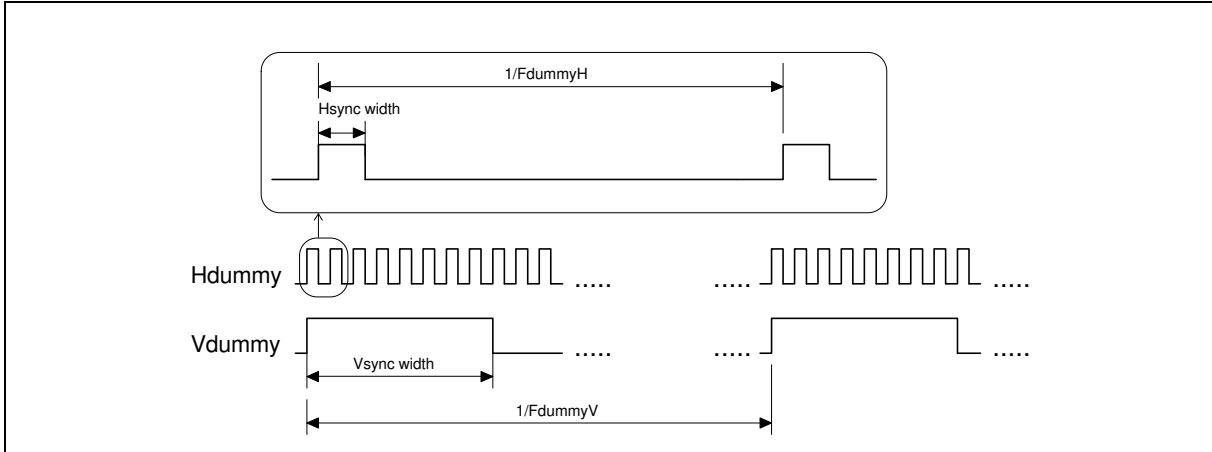 1/FdummyH
Hsync width
Hdummy ..... ..... .....
Vdummy ..... ..... .....
Vsync width
1/FdummyV